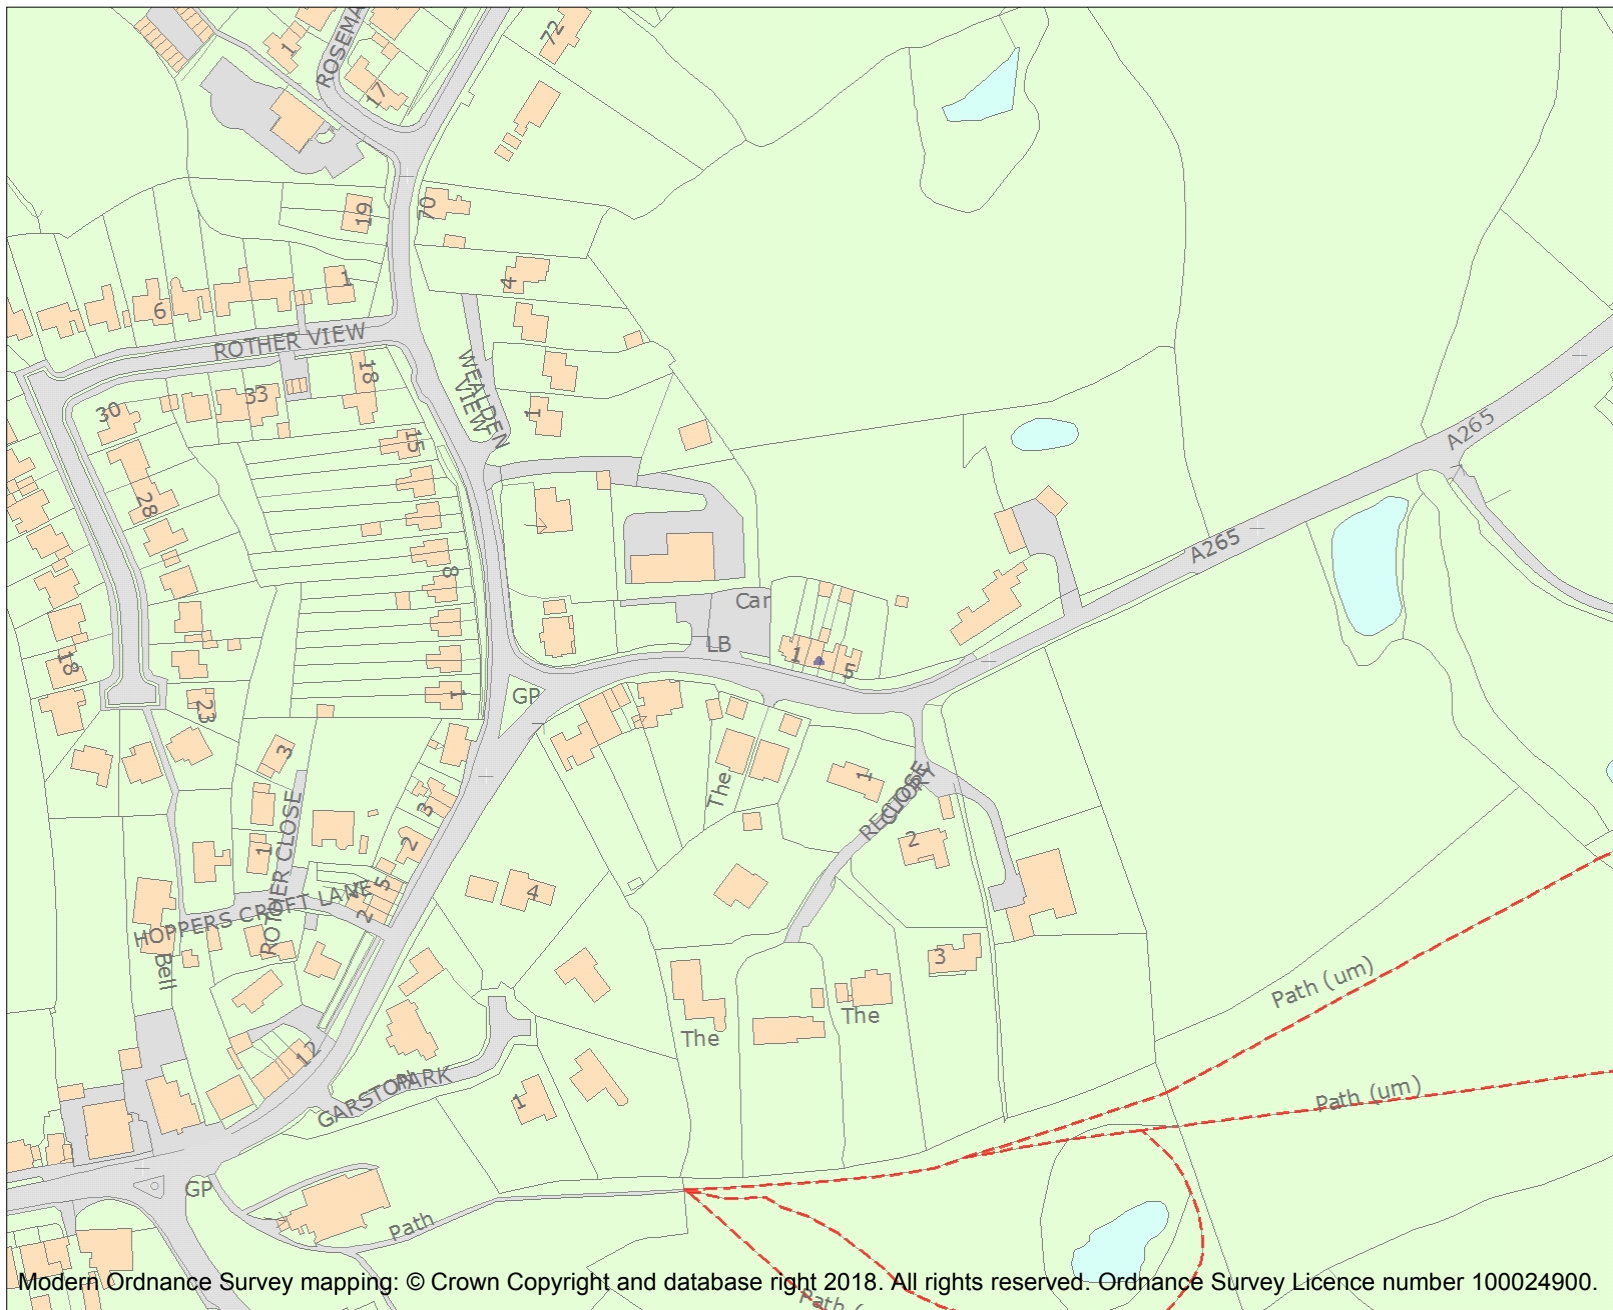 72
1
ROSEMA
17
19
70
4
1
6
ROTHER VIEW
18
WEALDEN
VIEW
33
30
1
15
A265
28
A265
8
Car
LB
1
5
18
GP
1
23
3
The
1
RECTORY
CLOSE
3
2
2
1
ROTHER CLOSE
5
4
HOPPERS CROFT LANE
2
Bell
3
Path (um)
The
The
12
GARSTON
PARK
1
Path (um)
GP
Path
Path (
Modern Ordnance Survey mapping: © Crown Copyright and database right 2018. All rights reserved. Ordnance Survey Licence number 100024900.